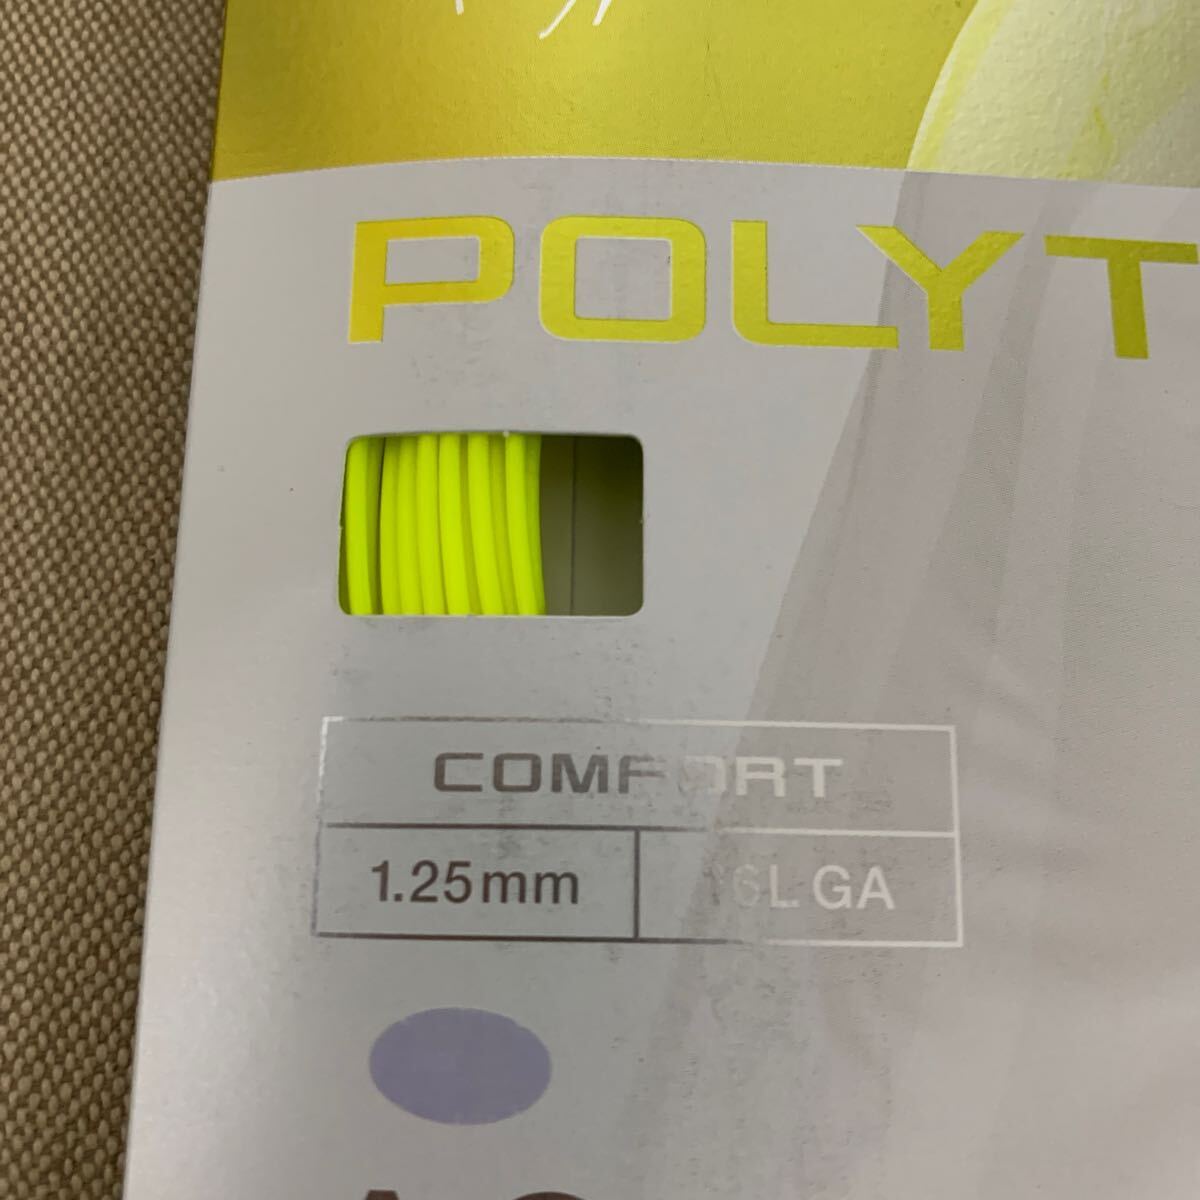 POLYT
COMFORT
1.25mm
16L GA